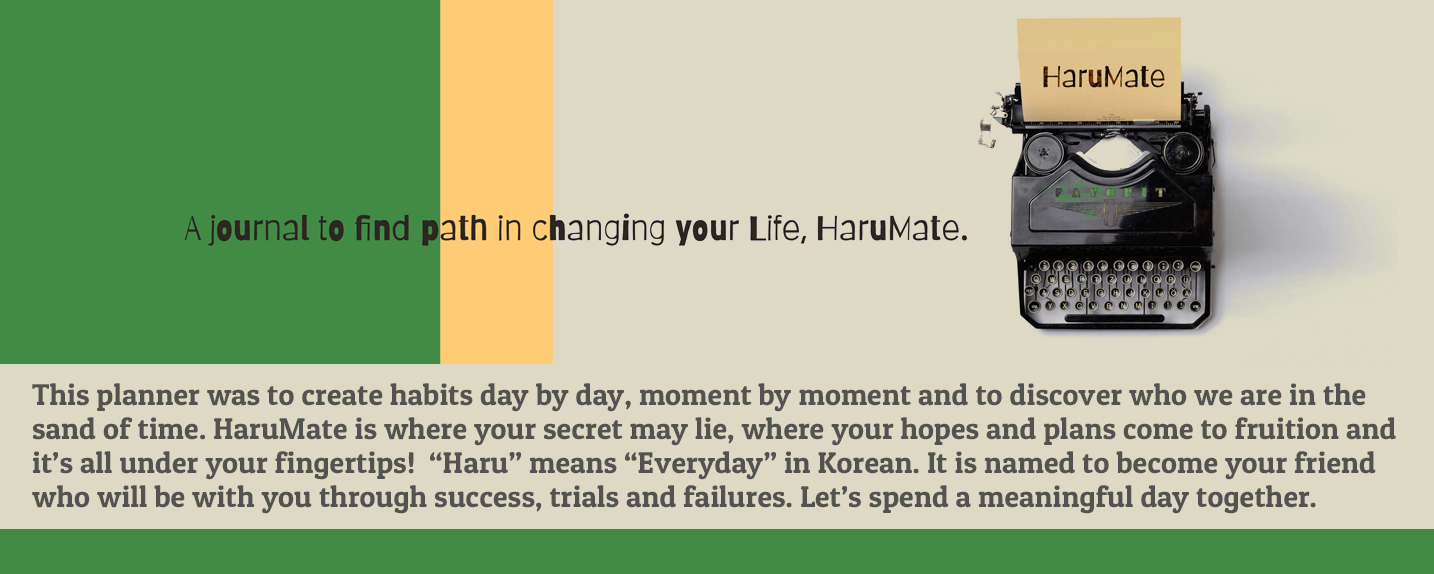 HaruMate
FAVORIT
A journal to find path in changing your Life, HaruMate.
This planner was to create habits day by day, moment by moment and to discover who we are in the
sand of time. HaruMate is where your secret may lie, where your hopes and plans come to fruition and
it’s all under your fingertips!  “Haru” means “Everyday” in Korean. It is named to become your friend
who will be with you through success, trials and failures. Let’s spend a meaningful day together.